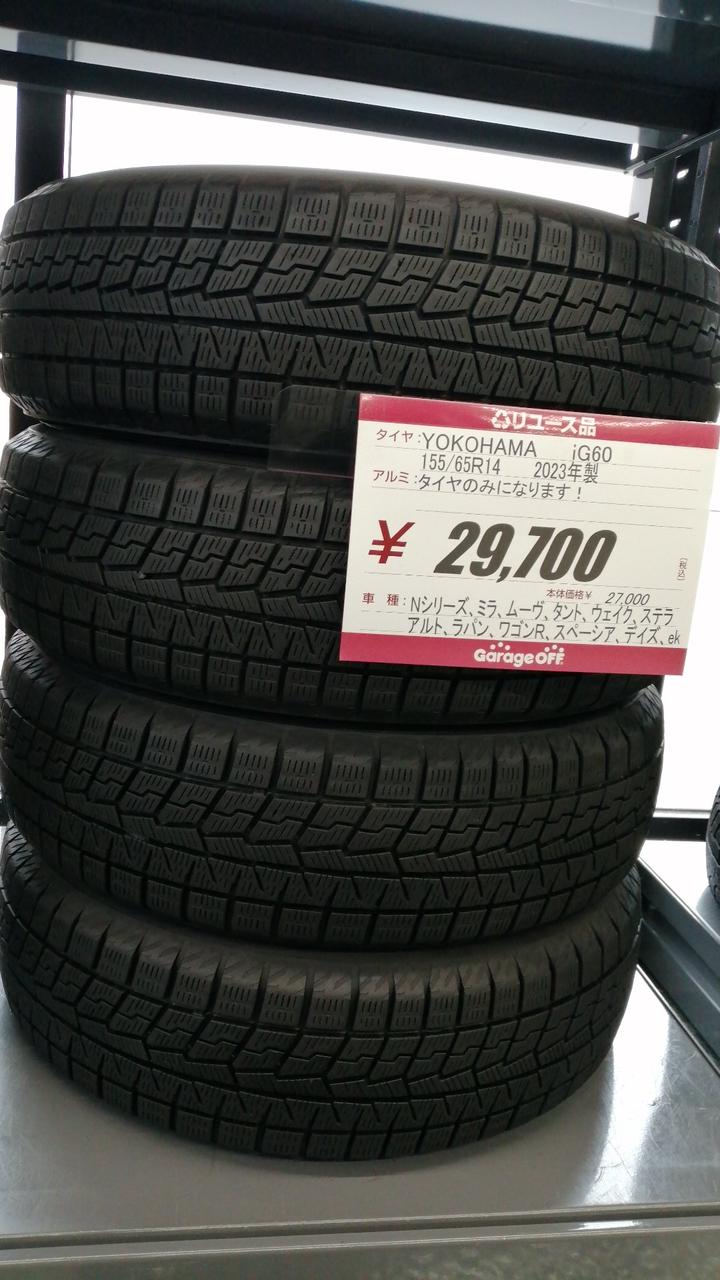 リユース品
タイヤ:YOKOHAMA iG60
155/65R14 2023年製
アルミ:タイヤのみになります!
¥ 29,700 (税込)
本体価格¥ 27,000
車種:Nシリーズ、ミラ、ムーヴ、タント、ウェイク、ステラ
アルト、ラパン、ワゴンR、スペーシア、デイズ、ek
GarageOFF